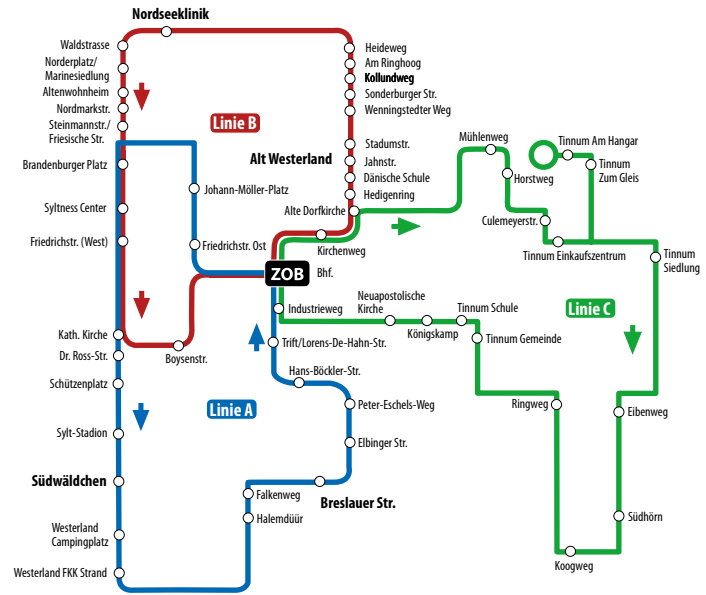 Nordseeklinik
Waldstrasse
Norderplatz/
Marinesiedlung
Altenwohnheim
Nordmarkstr.
Steinmannstr./
Friesische Str.
Brandenburger Platz
Syltness Center
Friedrichstr. (West)
Kath. Kirche
Dr. Ross-Str.
Schützenplatz
Sylt-Stadion
Südwäldchen
Westerland
Campingplatz
Westerland FKK Strand
Linie B
Alt Westerland
Johann-Möller-Platz
Friedrichstr. Ost
Boysenstr.
Heideweg
Am Ringhoog
Kollundweg
Sonderburger Str.
Wenningstedter Weg
Stadumstr.
Jahnstr.
Dänische Schule
Hedigenring
Alte Dorfkirche
Kirchenweg
ZOB
Bhf.
Industrieweg
Trift/Lorens-De-Hahn-Str.
Hans-Böckler-Str.
Peter-Eschels-Weg
Elbinger Str.
Breslauer Str.
Falkenweg
Halemdüür
Linie A
Mühlenweg
Horstweg
Culemeyerstr.
Tinnum Am Hangar
Tinnum
Zum Gleis
Tinnum Einkaufszentrum
Tinnum
Siedlung
Linie C
Neuapostolische
Kirche
Königskamp
Tinnum Schule
Tinnum Gemeinde
Ringweg
Eibenweg
Südhörn
Koogweg